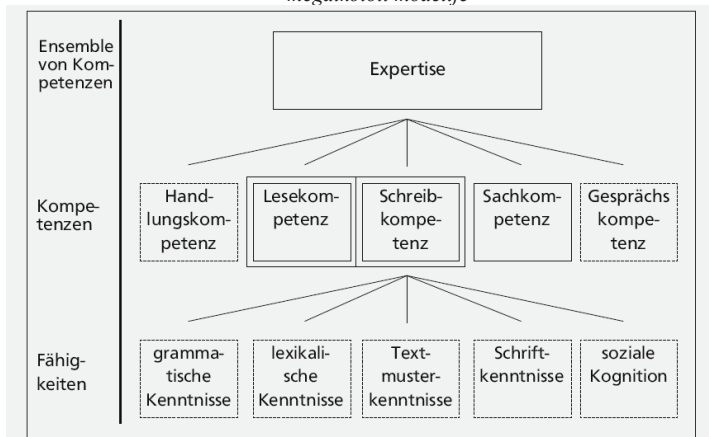 Ensemble
von Kom-
petenzen
Expertise
Kompe-
tenzen
Hand-
lungskom-
petenz
Lesekom-
petenz
Schreib-
kompe-
tenz
Sachkom-
petenz
Gesprächs
kompe-
tenz
Fähig-
keiten
gramma-
tische
Kenntnisse
lexikali-
sche
Kenntnisse
Text-
muster-
kenntnisse
Schrift-
kenntnisse
soziale
Kognition